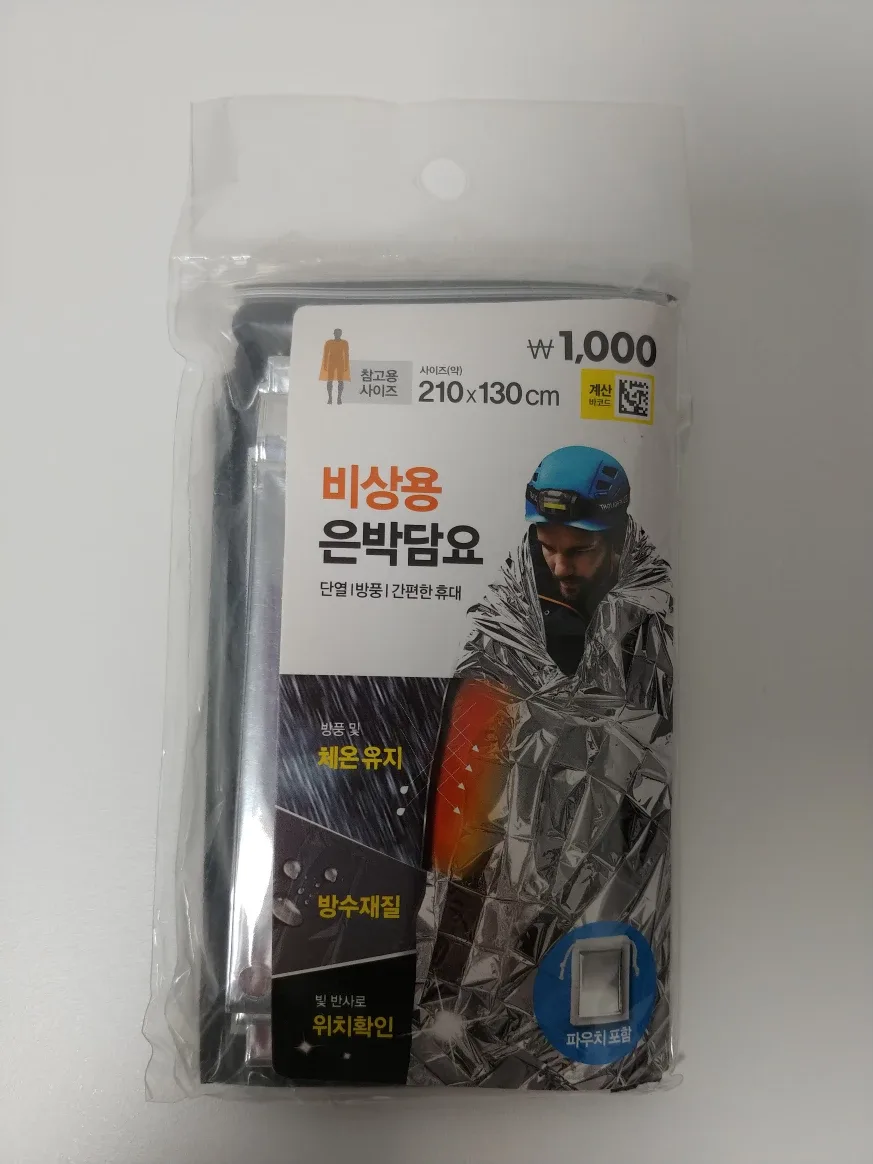 ₩1,000
참고용
사이즈
사이즈(약)
210 x 130 cm
계산
바코드
비상용
은박담요
단열 | 방풍 | 간편한 휴대
방풍 및
체온 유지
방수재질
빛 반사로
위치확인
파우치 포함